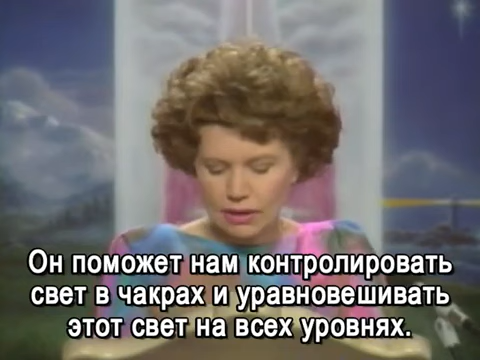 Он поможет нам контролировать
свет в чакрах и уравновешивать
этот свет на всех уровнях.